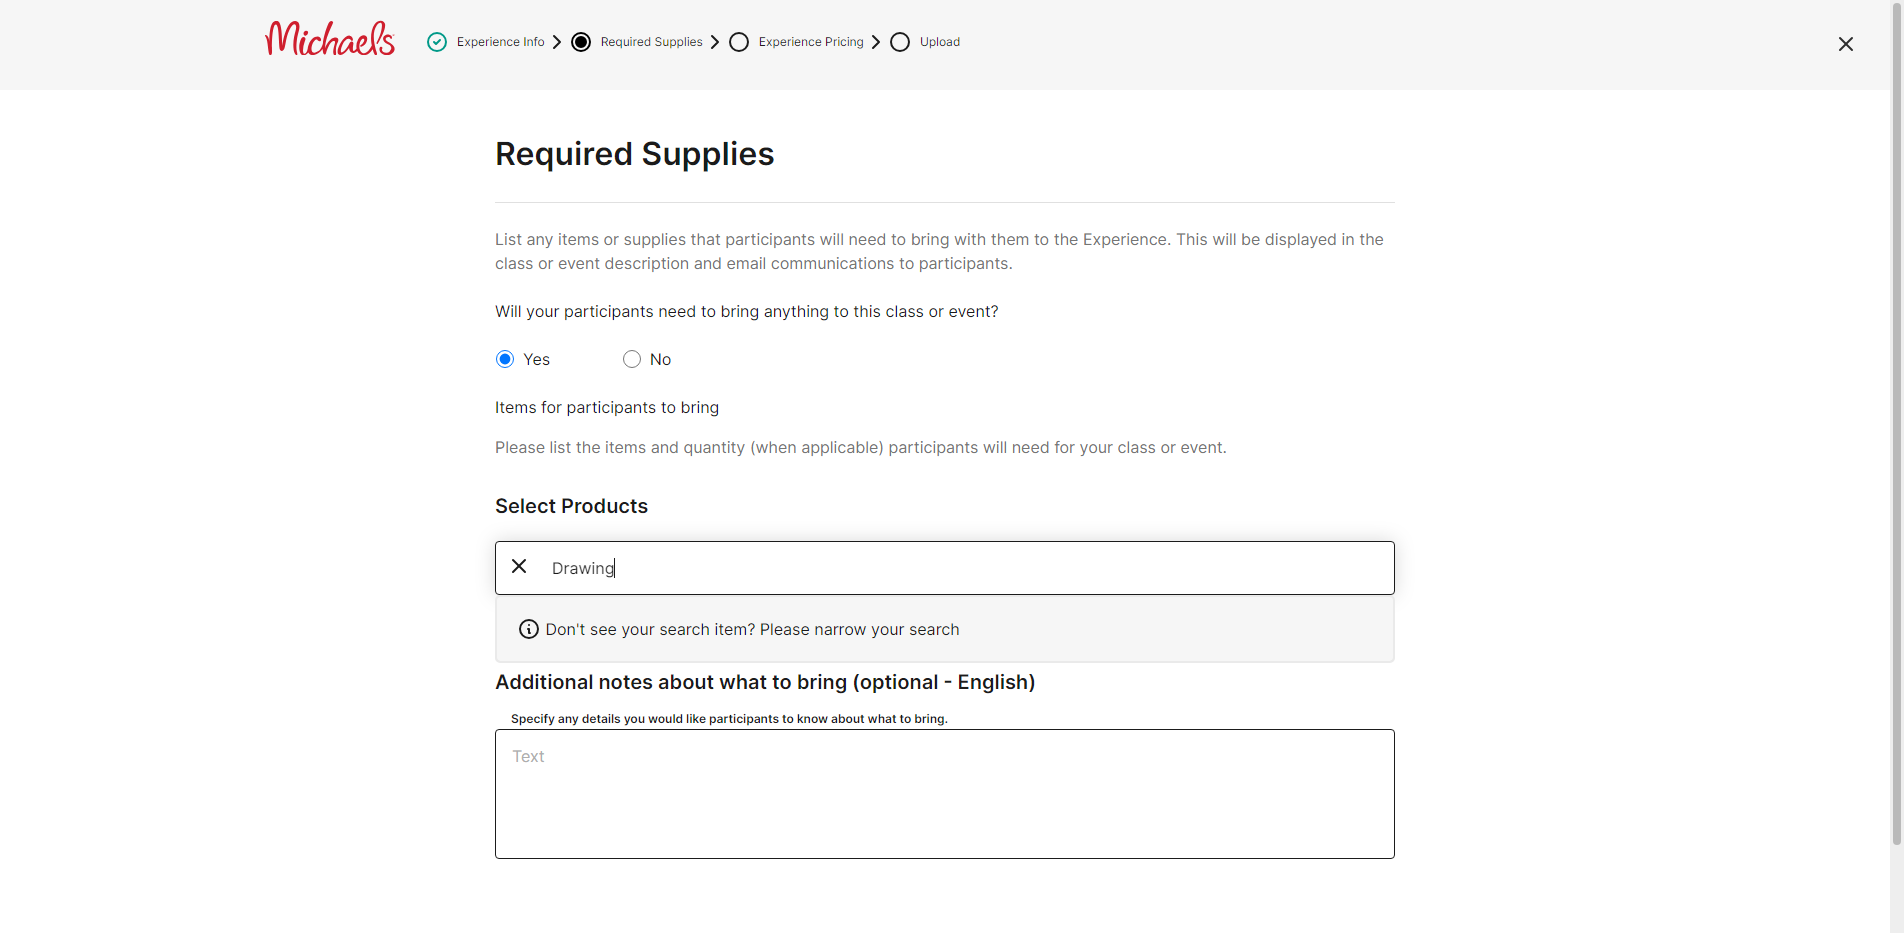 Michaels Experience Info Required Supplies Experience Pricing Upload
Required Supplies
List any items or supplies that participants will need to bring with them to the Experience. This will be displayed in the
class or event description and email communications to participants.
Will your participants need to bring anything to this class or event?
Yes No
Items for participants to bring
Please list the items and quantity (when applicable) participants will need for your class or event.
Select Products
Drawing
Don't see your search item? Please narrow your search
Additional notes about what to bring (optional - English)
Specify any details you would like participants to know about what to bring.
Text